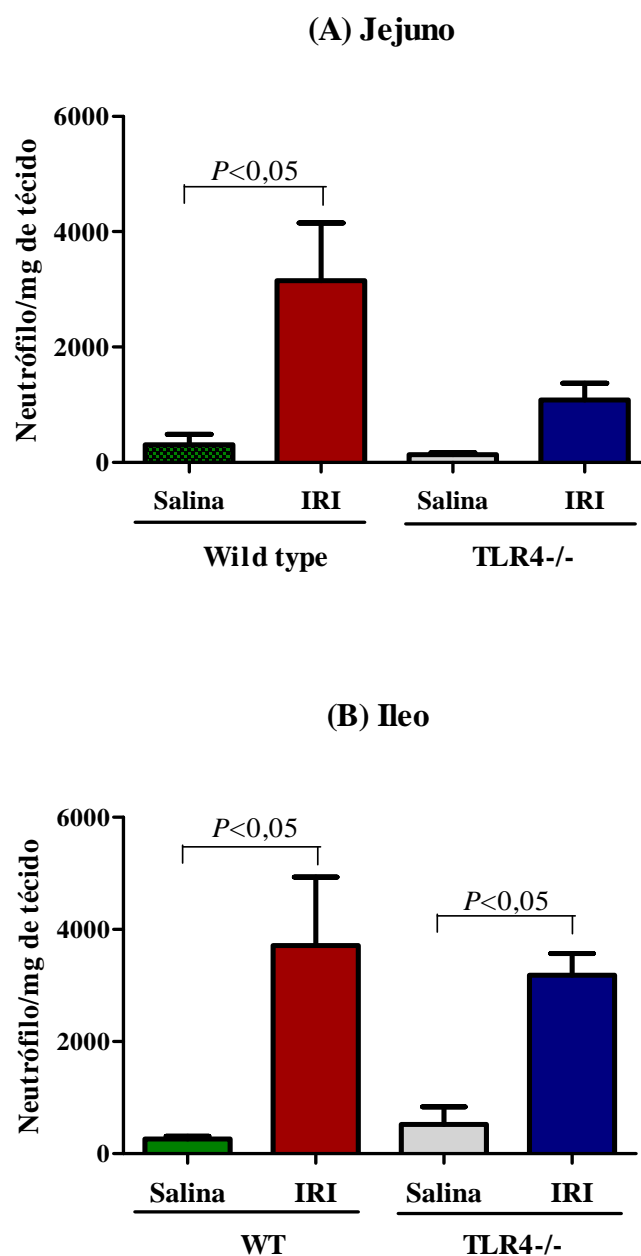 (A) Jejuno
6000
P<0,05
4000
2000
0
Neutrófilo/mg de técido
Salina IRI Salina IRI
Wild type TLR4-/-
(B) Ileo
6000
P<0,05
P<0,05
4000
2000
0
Neutrófilo/mg de técido
Salina IRI Salina IRI
WT TLR4-/-